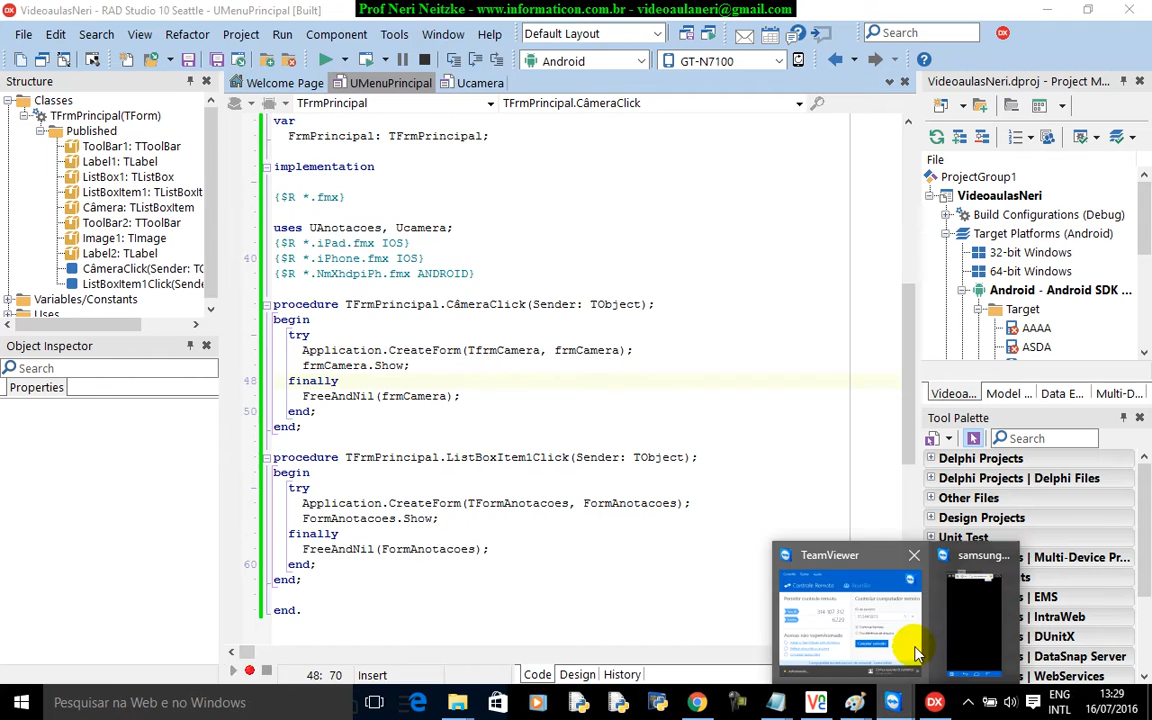 VideoaulasNeri - RAD Studio 10 Seattle - UMenuPrincipal [Built]
Prof Neri Neitzke - www.informaticon.com.br - videoaulaneri@gmail.com
File Edit Search View Refactor Project Run Component Tools Window Help
Default Layout
Search
Android
GT-N7100
Structure
Welcome Page
UMenuPrincipal
Ucamera
VideoaulasNeri.dproj - Project M...
TFrmPrincipal
TFrmPrincipal.CâmeraClick
Classes
TFrmPrincipal(TForm)
Published
ToolBar1: TToolBar
Label1: TLabel
ListBox1: TListBox
ListBoxItem1: TListBoxIt
Câmera: TListBoxItem
ToolBar2: TToolBar
Image1: TImage
Label2: TLabel
CâmeraClick(Sender: TO
ListBoxItem1Click(Sende
Variables/Constants
Uses
Object Inspector
Search
Properties
var
FrmPrincipal: TFrmPrincipal;
implementation
{$R *.fmx}
uses UAnotacoes, Ucamera;
{$R *.iPad.fmx IOS}
40
{$R *.iPhone.fmx IOS}
{$R *.NmXhdpiPh.fmx ANDROID}
procedure TFrmPrincipal.CâmeraClick(Sender: TObject);
begin
try
Application.CreateForm(TfrmCamera, frmCamera);
frmCamera.Show;
48
finally
FreeAndNil(frmCamera);
50
end;
end;
procedure TFrmPrincipal.ListBoxItem1Click(Sender: TObject);
begin
try
Application.CreateForm(TFormAnotacoes, FormAnotacoes);
FormAnotacoes.Show;
finally
FreeAndNil(FormAnotacoes);
60
end;
end;
end.
48: 70
Insert
Code
Design
History
File
ProjectGroup1
VideoaulasNeri
Build Configurations (Debug)
Target Platforms (Android)
32-bit Windows
64-bit Windows
Android - Android SDK ...
Target
AAAA
ASDA
Videoa...
Model ...
Data E...
Multi-D...
Tool Palette
Search
Delphi Projects
Delphi Projects | Delphi Files
Other Files
Design Projects
Unit Test
| Multi-Device Pr
ts
| EMS
| IntraWeb
| DUnitX
| DataSnap Server
| WebServices
TeamViewer
samsung...
Controle Remoto
Pesquisar na Web e no Windows
ENG
INTL
13:29
16/07/2016